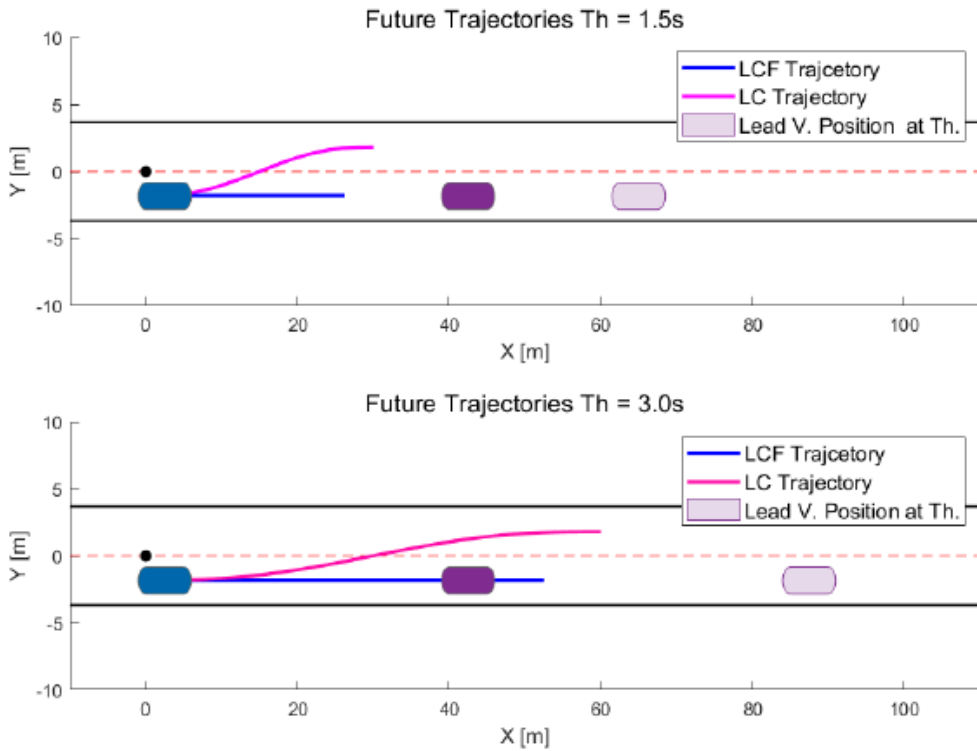 Future Trajectories Th = 1.5s
10
5
0
-5
-10
Y [m]
LCF Trajcetory
LC Trajectory
Lead V. Position at Th.
0 20 40 60 80 100
X [m]
Future Trajectories Th = 3.0s
10
5
0
-5
-10
Y [m]
LCF Trajcetory
LC Trajectory
Lead V. Position at Th.
0 20 40 60 80 100
X [m]